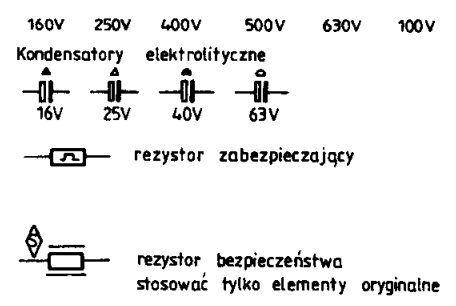 160V 250V 400V 500V 630V 100V
Kondensatory elektrolityczne
16V 25V 40V 63V
rezystor zabezpieczający
S
rezystor bezpieczeństwa
stosować tylko elementy oryginalne